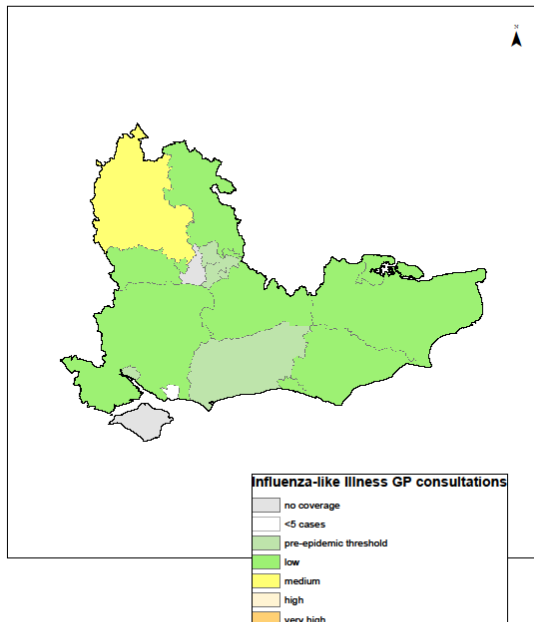 N
Influenza-like Illness GP consultations
no coverage
<5 cases
pre-epidemic threshold
low
medium
high
very high